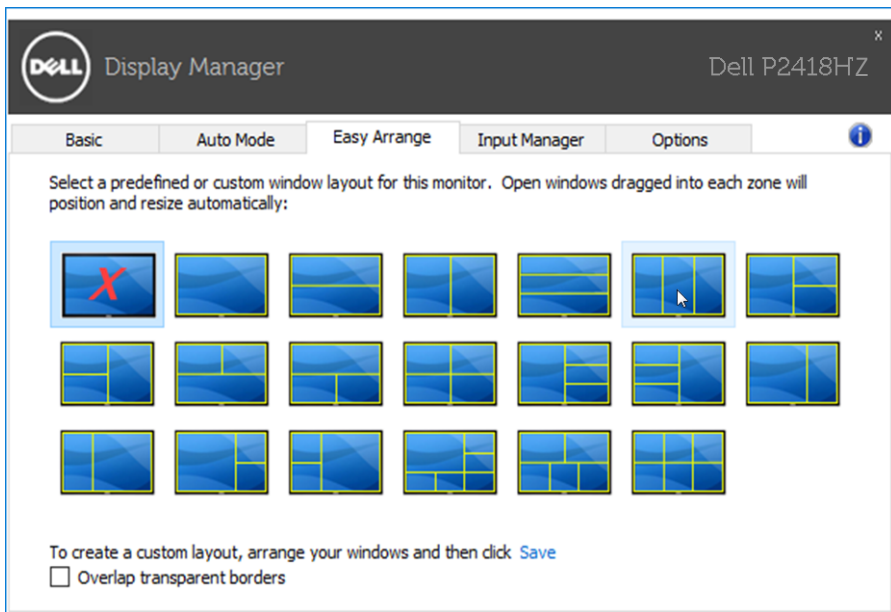 DELL Display Manager
x
Dell P2418HZ
Basic Auto Mode Easy Arrange Input Manager Options
Select a predefined or custom window layout for this monitor. Open windows dragged into each zone will
position and resize automatically:
X
To create a custom layout, arrange your windows and then click Save
Overlap transparent borders